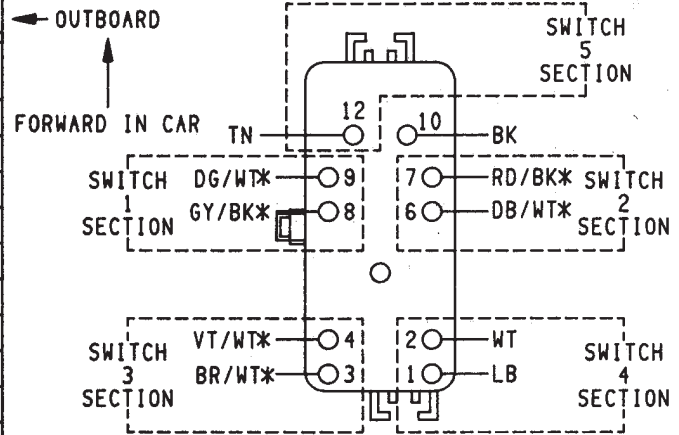 OUTBOARD
FORWARD IN CAR
SWITCH
5
SECTION
12
TN
10
BK
SWITCH
1
SECTION
DG/WT* 9
GY/BK* 8
7 RD/BK*
6 DB/WT*
SWITCH
2
SECTION
SWITCH
3
SECTION
VT/WT* 4
BR/WT* 3
2 WT
1 LB
SWITCH
4
SECTION